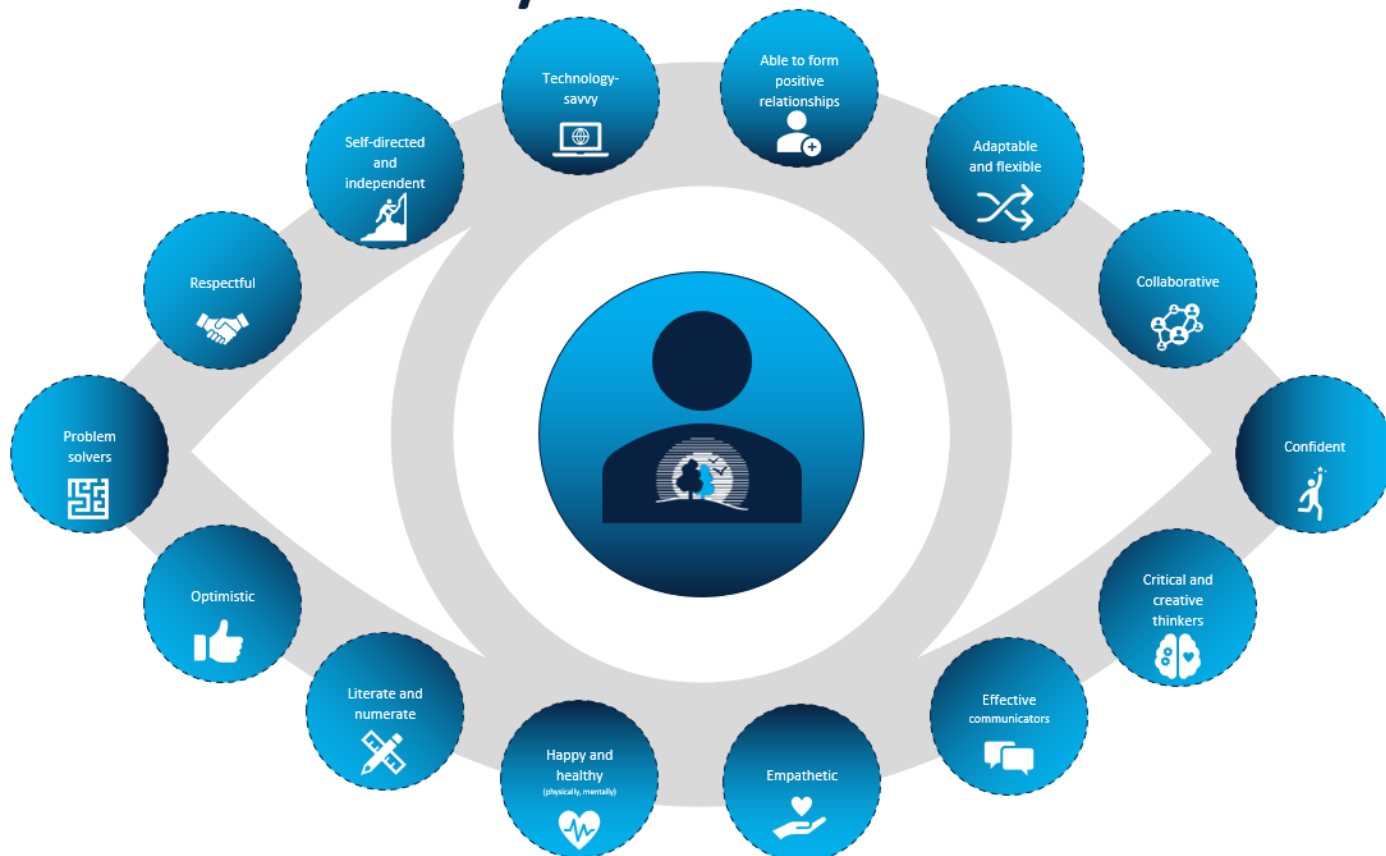 Technology-
savvy
Able to form
positive
relationships
Self-directed
and
independent
Adaptable
and flexible
Respectful
Collaborative
Problem
solvers
Confident
Optimistic
Critical and
creative
thinkers
Literate and
numerate
Effective
communicators
Happy and
healthy
(physically, mentally)
Empathetic